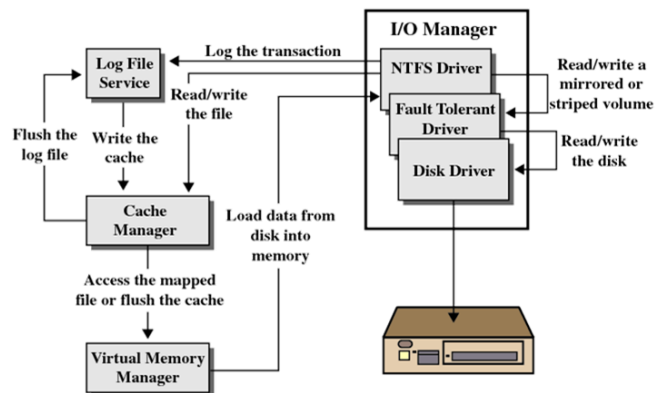 I/O Manager
Log the transaction
NTFS Driver
Log File
Service
Read/write a
mirrored or
striped volume
Read/write
the file
Fault Tolerant
Driver
Flush the
log file
Write the
cache
Read/write
the disk
Disk Driver
Cache
Manager
Load data from
disk into
memory
Access the mapped
file or flush the cache
Virtual Memory
Manager